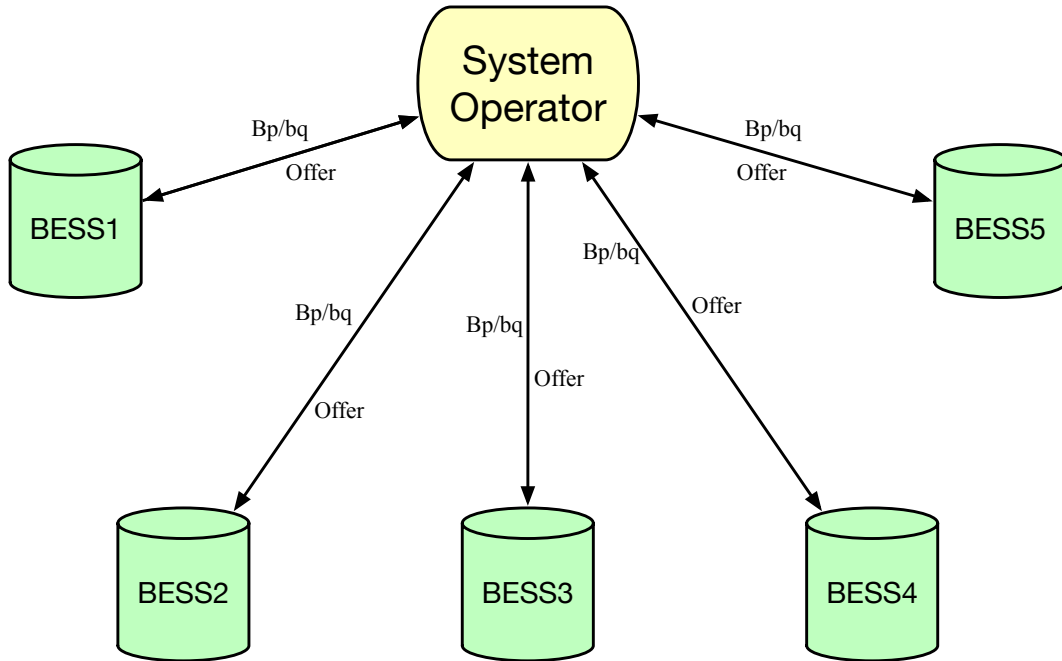 System
Operator
Bp/bq
Offer
Bp/bq
Offer
BESS1
BESS5
Bp/bq
Offer
Bp/bq
Offer
Bp/bq
Offer
BESS2
BESS3
BESS4